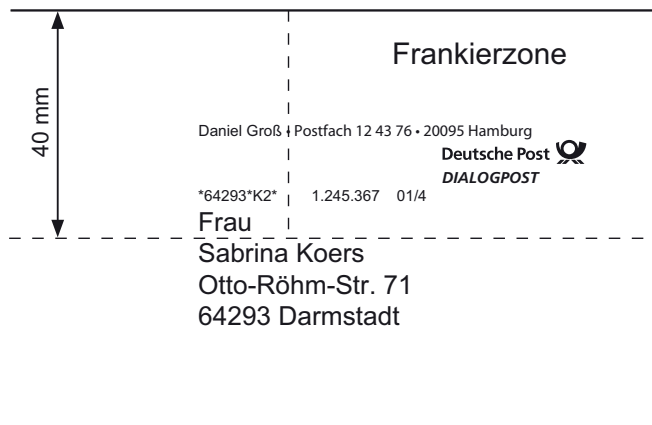 Frankierzone
40 mm
Daniel Groß • Postfach 12 43 76 • 20095 Hamburg
Deutsche Post
DIALOGPOST
*64293*K2* 1.245.367 01/4
Frau
Sabrina Koers
Otto-Röhm-Str. 71
64293 Darmstadt